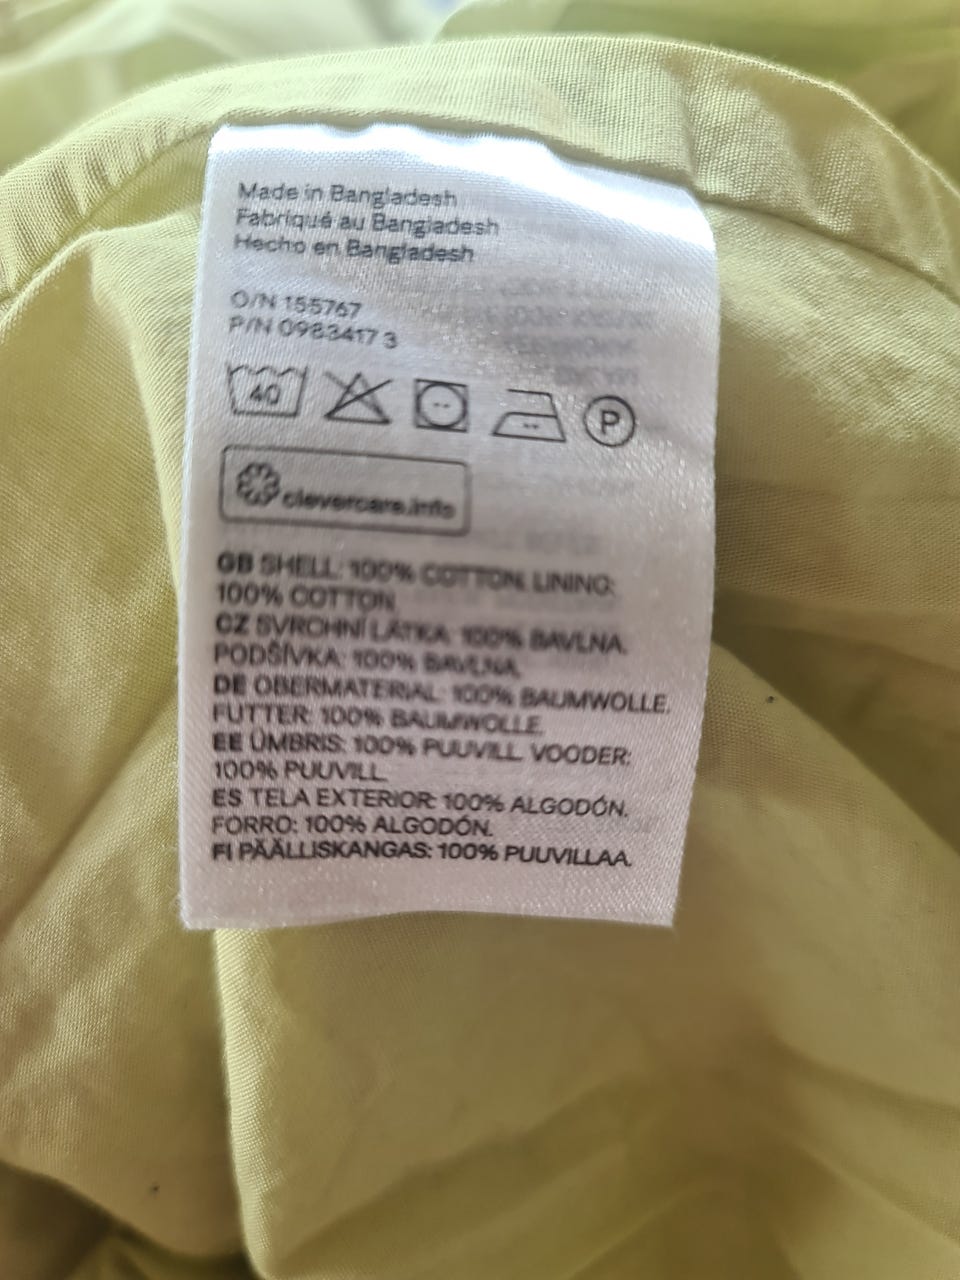 Made in Bangladesh
Fabriqué au Bangladesh
Hecho en Bangladesh
O/N 155767
P/N 0983417 3
40
P
clevercare.info
GB SHELL: 100% COTTON. LINING:
100% COTTON
CZ SVRCHNÍ LÁTKA: 100% BAVLNA.
PODŠÍVKA: 100% BAVLNA.
DE OBERMATERIAL: 100% BAUMWOLLE.
FUTTER: 100% BAUMWOLLE.
EE ÜMBRIS: 100% PUUVILL. VOODER:
100% PUUVILL.
ES TELA EXTERIOR: 100% ALGODÓN.
FORRO: 100% ALGODÓN.
FI PÄÄLLISKANGAS: 100% PUUVILLAA.